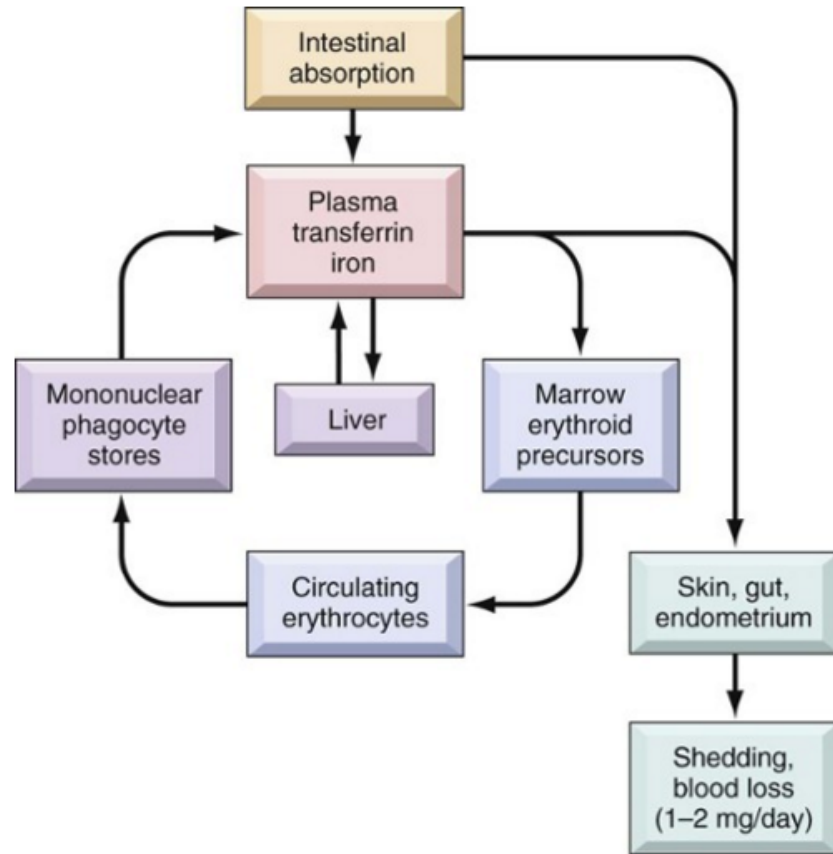 Intestinal
absorption
Plasma
transferrin
iron
Mononuclear
phagocyte
stores
Liver
Marrow
erythroid
precursors
Circulating
erythrocytes
Skin, gut,
endometrium
Shedding,
blood loss
(1–2 mg/day)